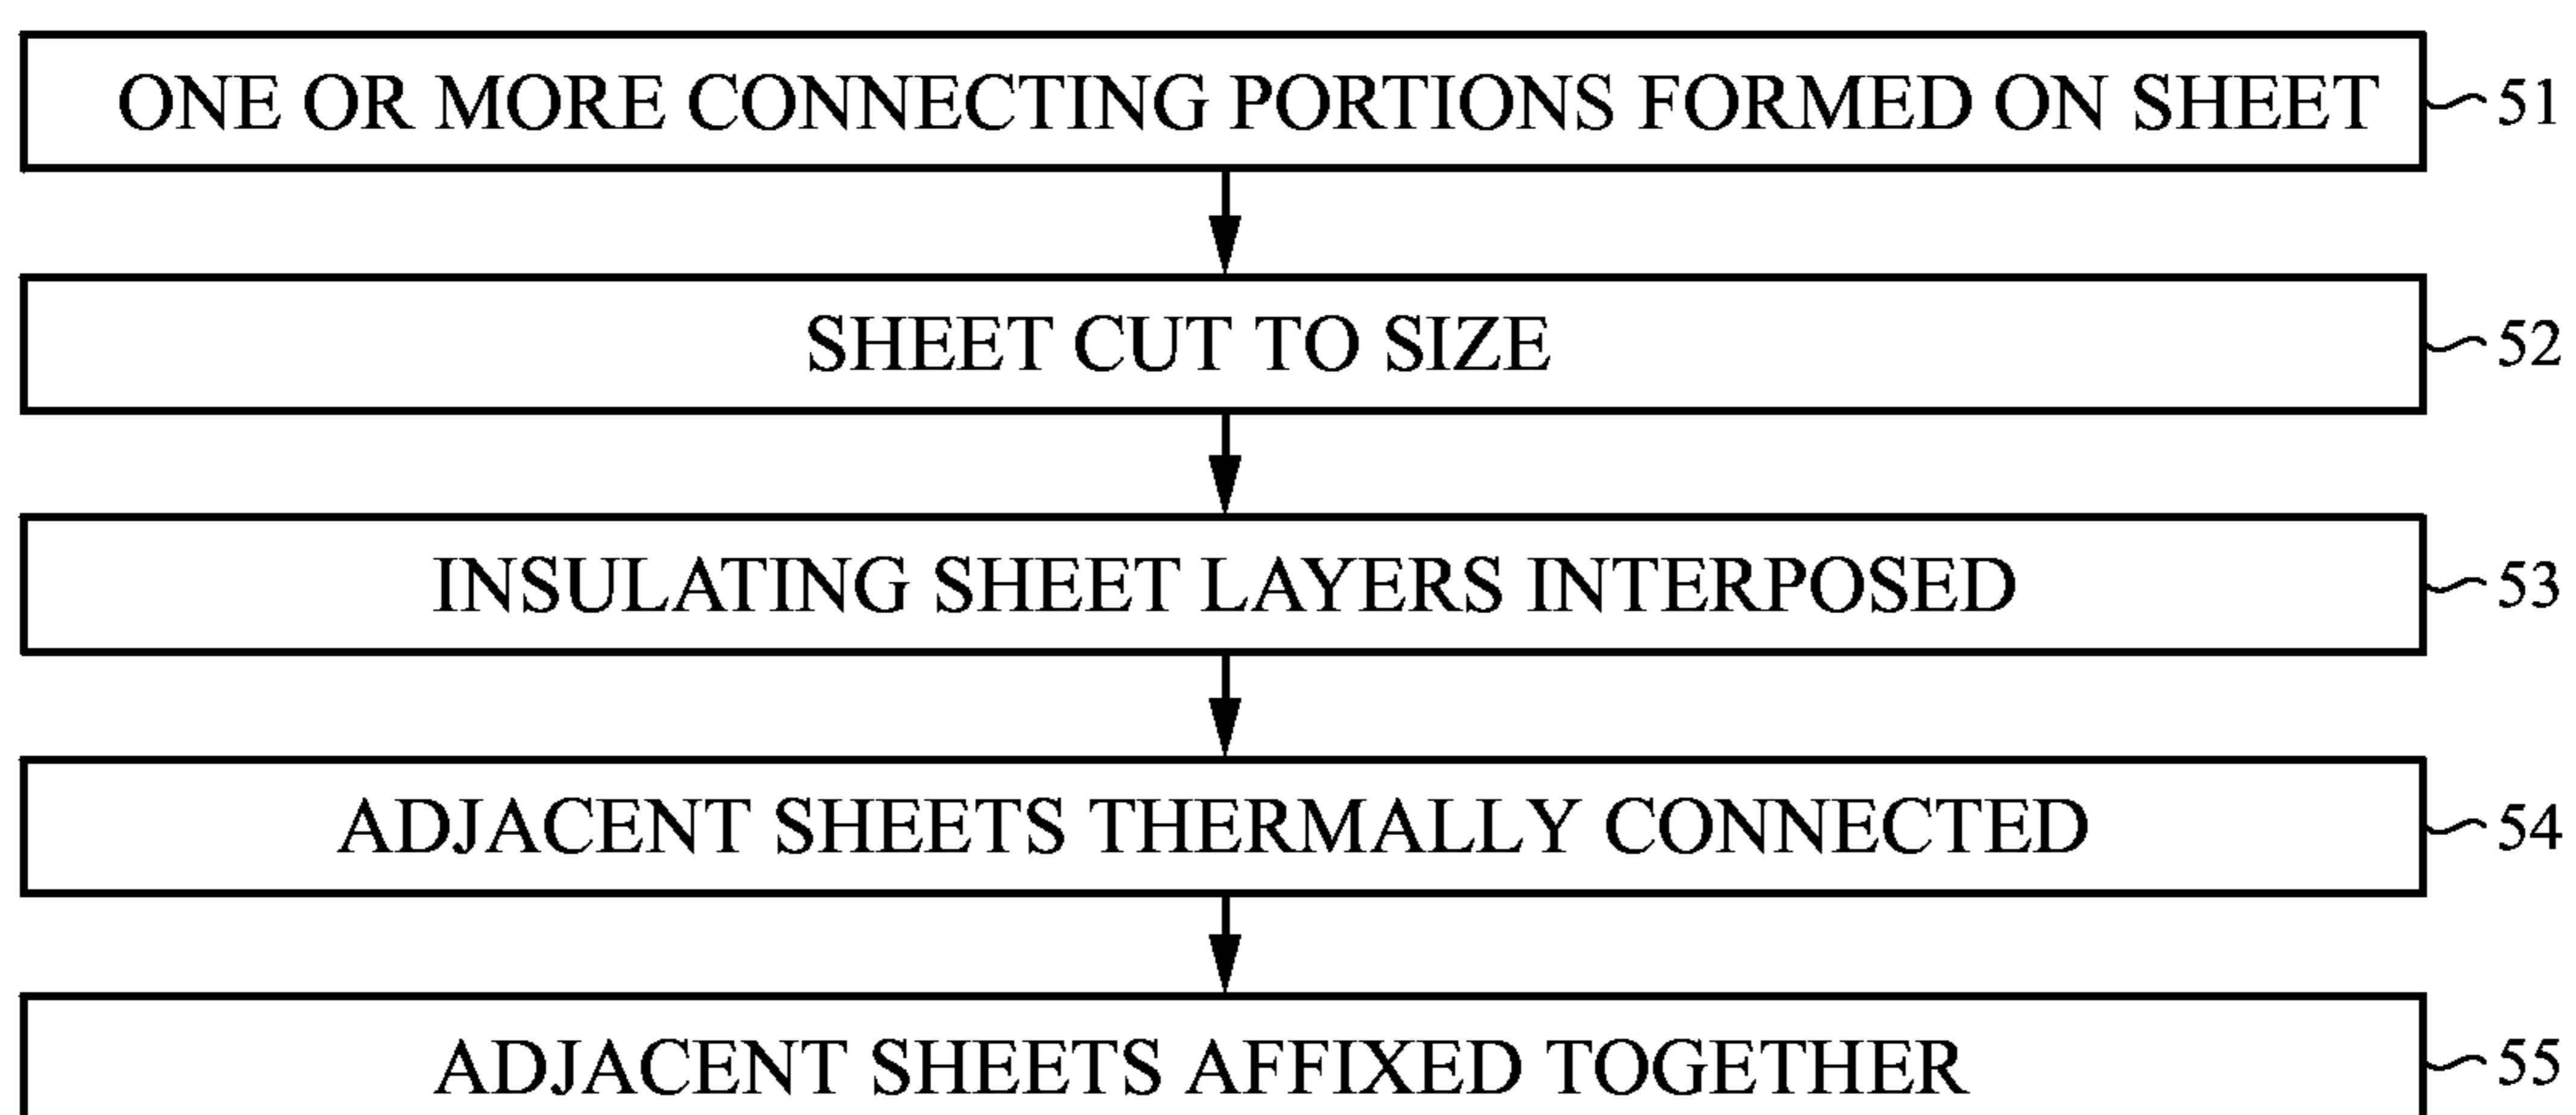 ONE OR MORE CONNECTING PORTIONS FORMED ON SHEET 51
SHEET CUT TO SIZE 52
INSULATING SHEET LAYERS INTERPOSED 53
ADJACENT SHEETS THERMALLY CONNECTED 54
ADJACENT SHEETS AFFIXED TOGETHER 55